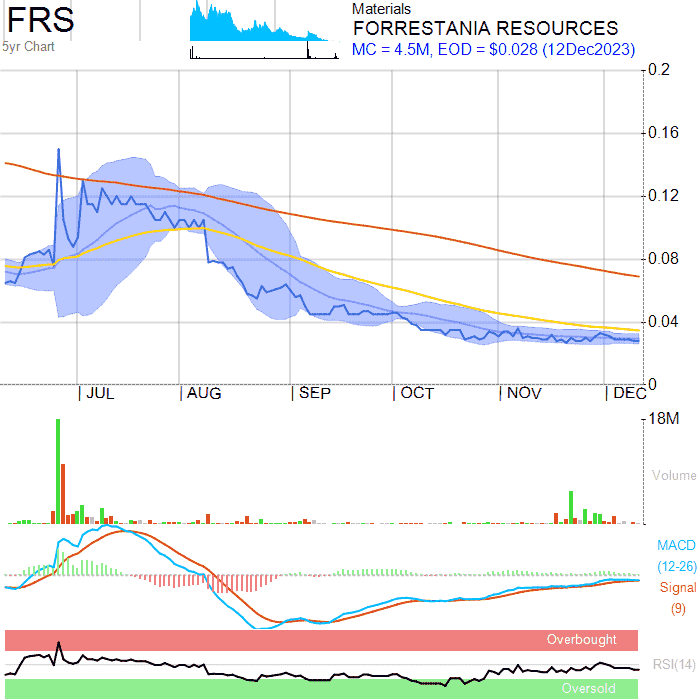 FRS
5yr Chart
Materials
FORRESTANIA RESOURCES
MC = 4.5M, EOD = $0.028 (12Dec2023)
0.2
0.16
0.12
0.08
0.04
0
JUL AUG SEP OCT NOV DEC
18M
Volume
MACD
(12-26)
Signal
(9)
Overbought
RSI(14)
Oversold